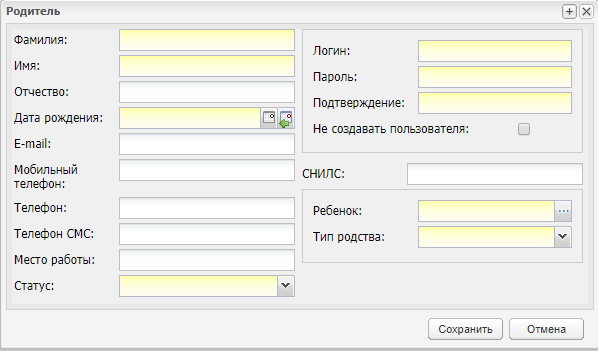 Родитель
Фамилия:
Имя:
Отчество:
Дата рождения:
E-mail:
Мобильный
телефон:
Телефон:
Телефон СМС:
Место работы:
Статус:
Логин:
Пароль:
Подтверждение:
Не создавать пользователя:
СНИЛС:
Ребенок:
Тип родства:
Сохранить
Отмена